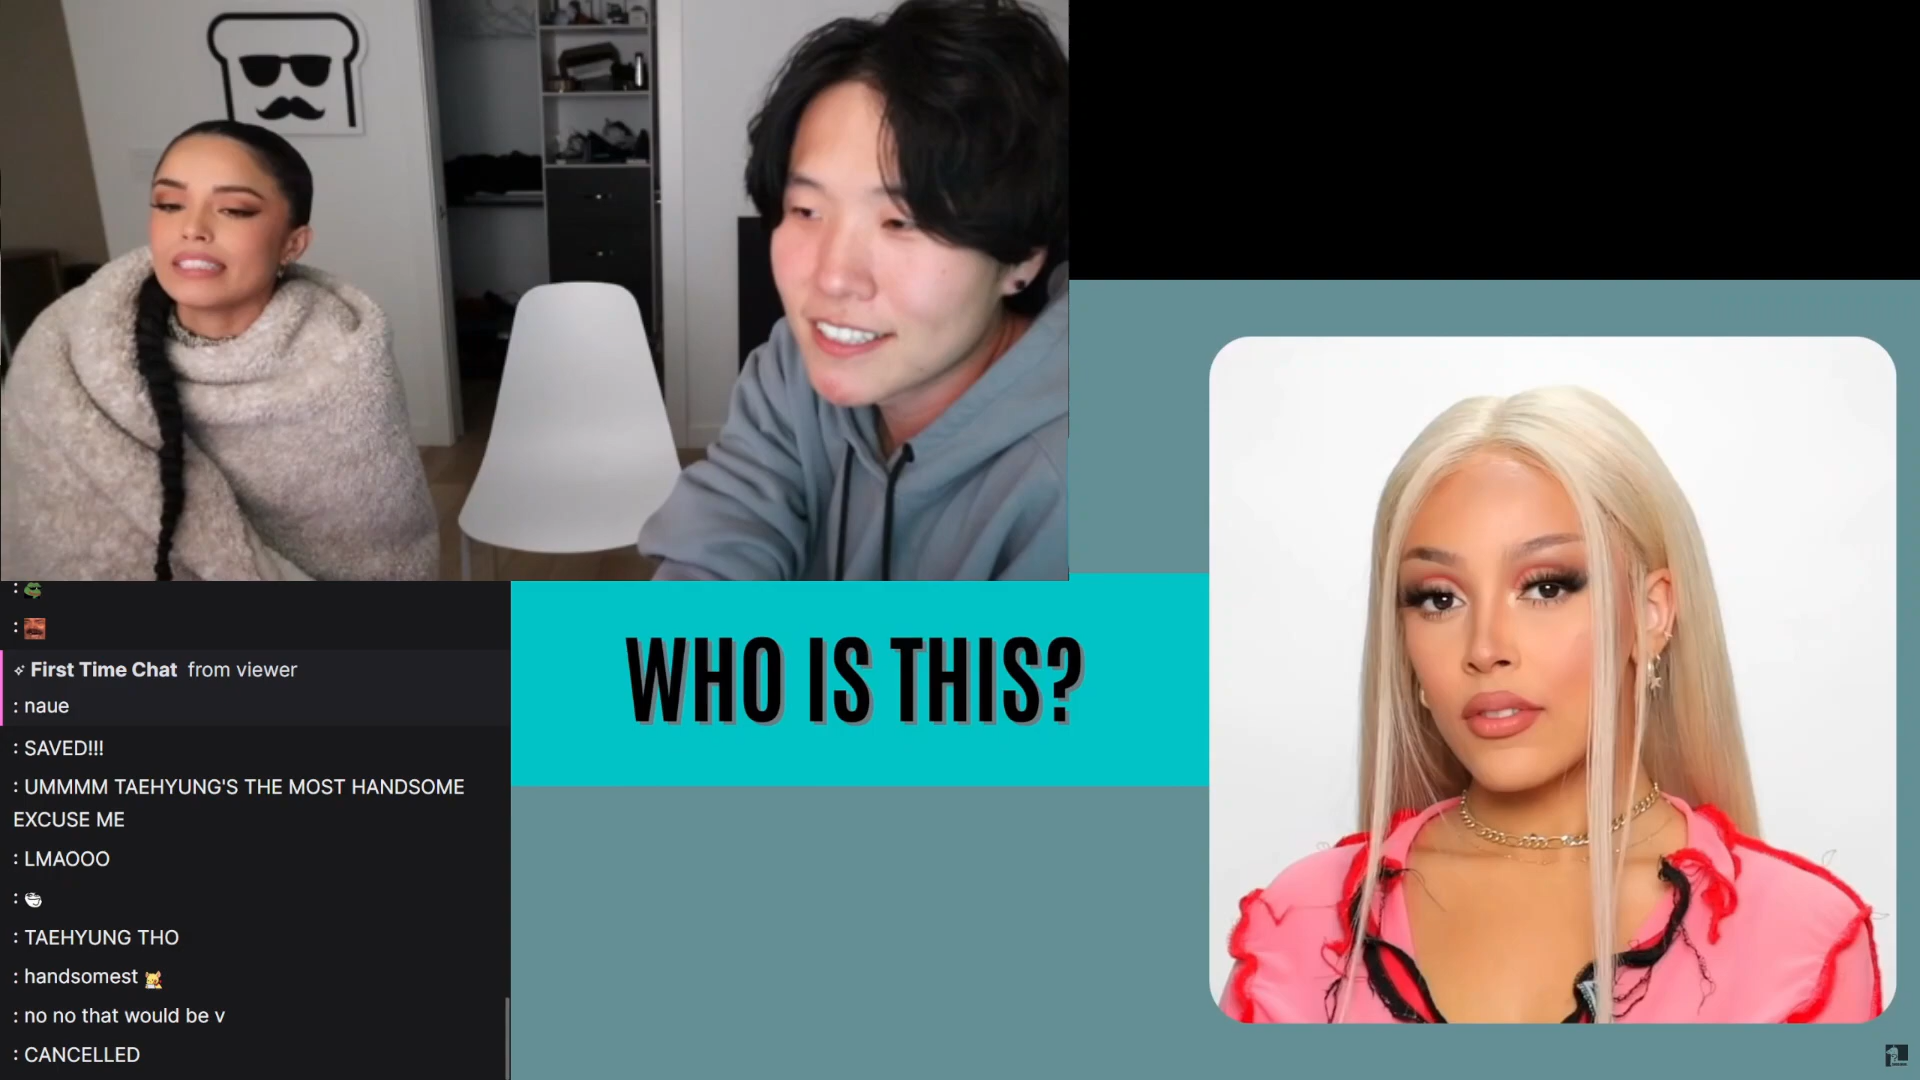 First Time Chat from viewer
: naue
: SAVED!!!
: UMMMM TAEHYUNG'S THE MOST HANDSOME
EXCUSE ME
: LMAOOO
:
: TAEHYUNG THO
: handsomest
: no no that would be v
: CANCELLED
WHO IS THIS?